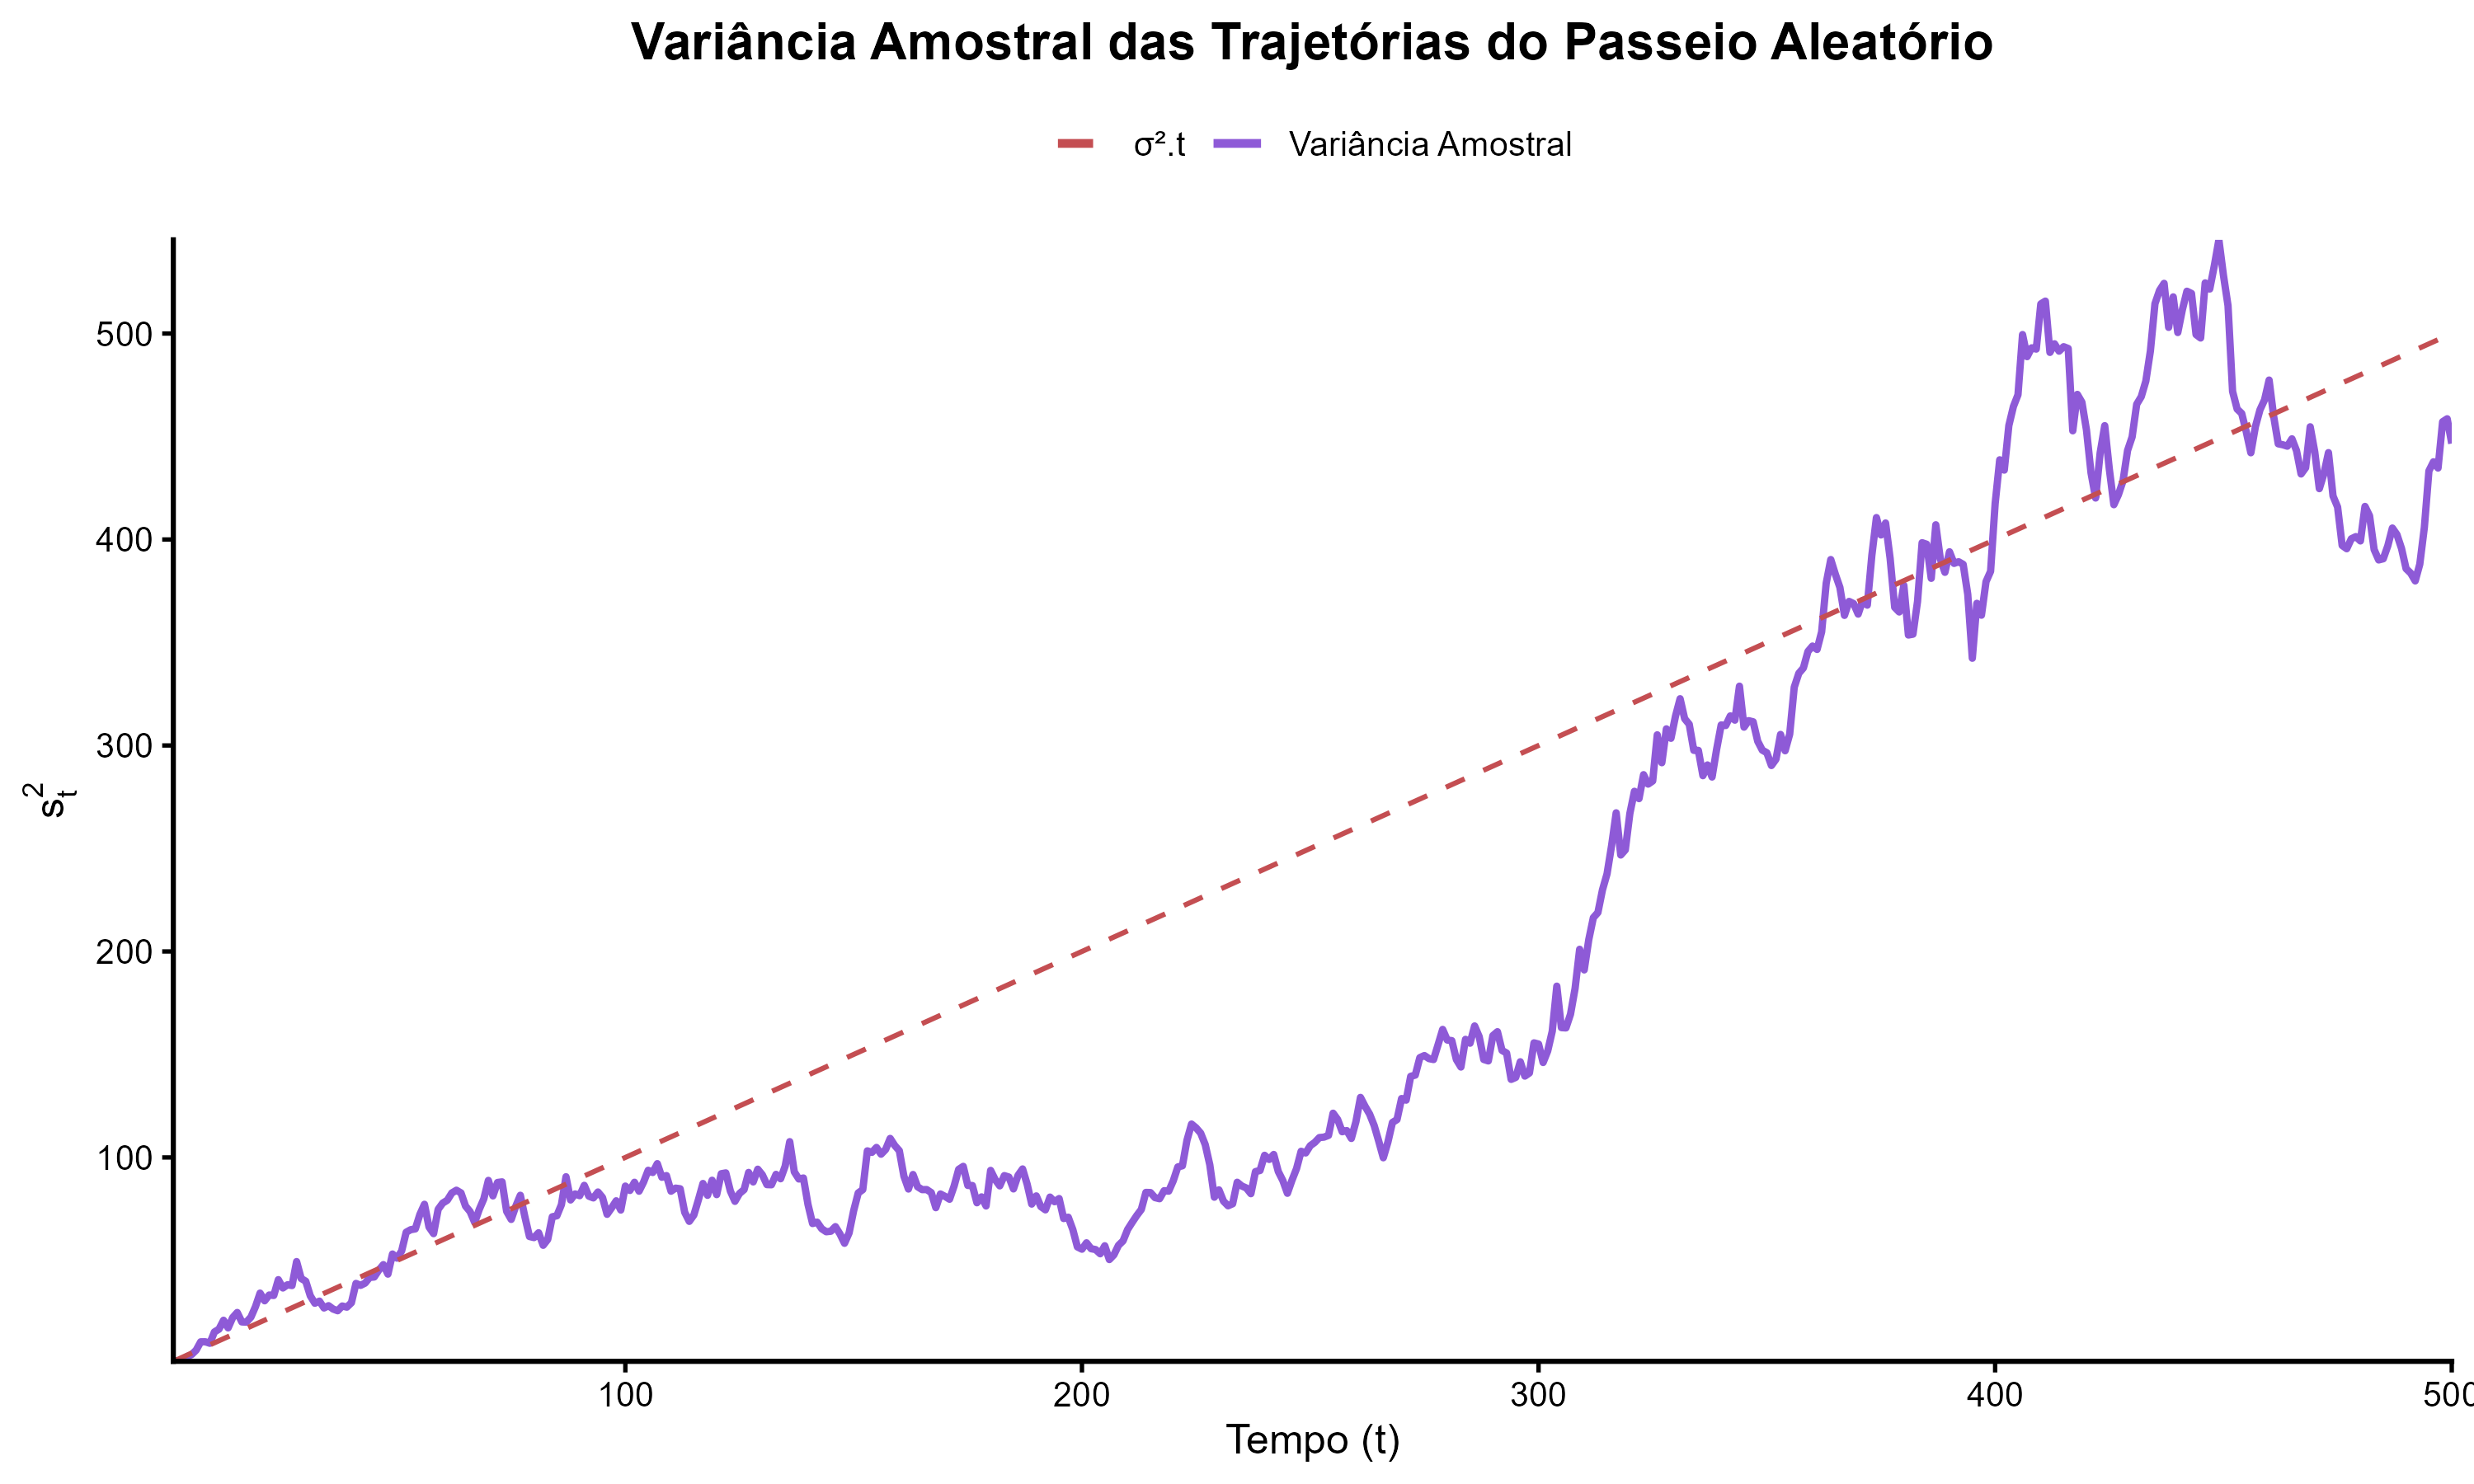 Variância Amostral das Trajetórias do Passeio Aleatório
σ².t Variância Amostral
500
400
300
200
100
s²ₜ
100 200 300 400 500
Tempo (t)